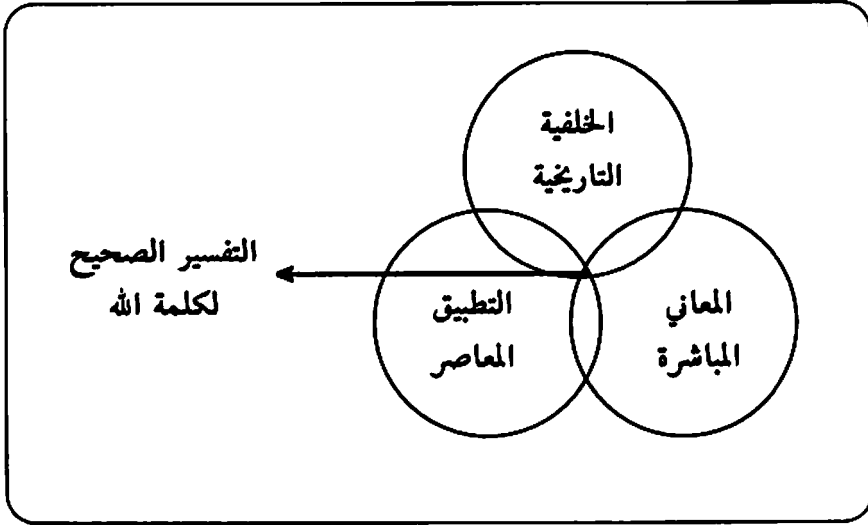 الخلفية
التاريخية
المعاني
المباشرة
التطبيق
المعاصر
التفسير الصحيح
لكلمة الله